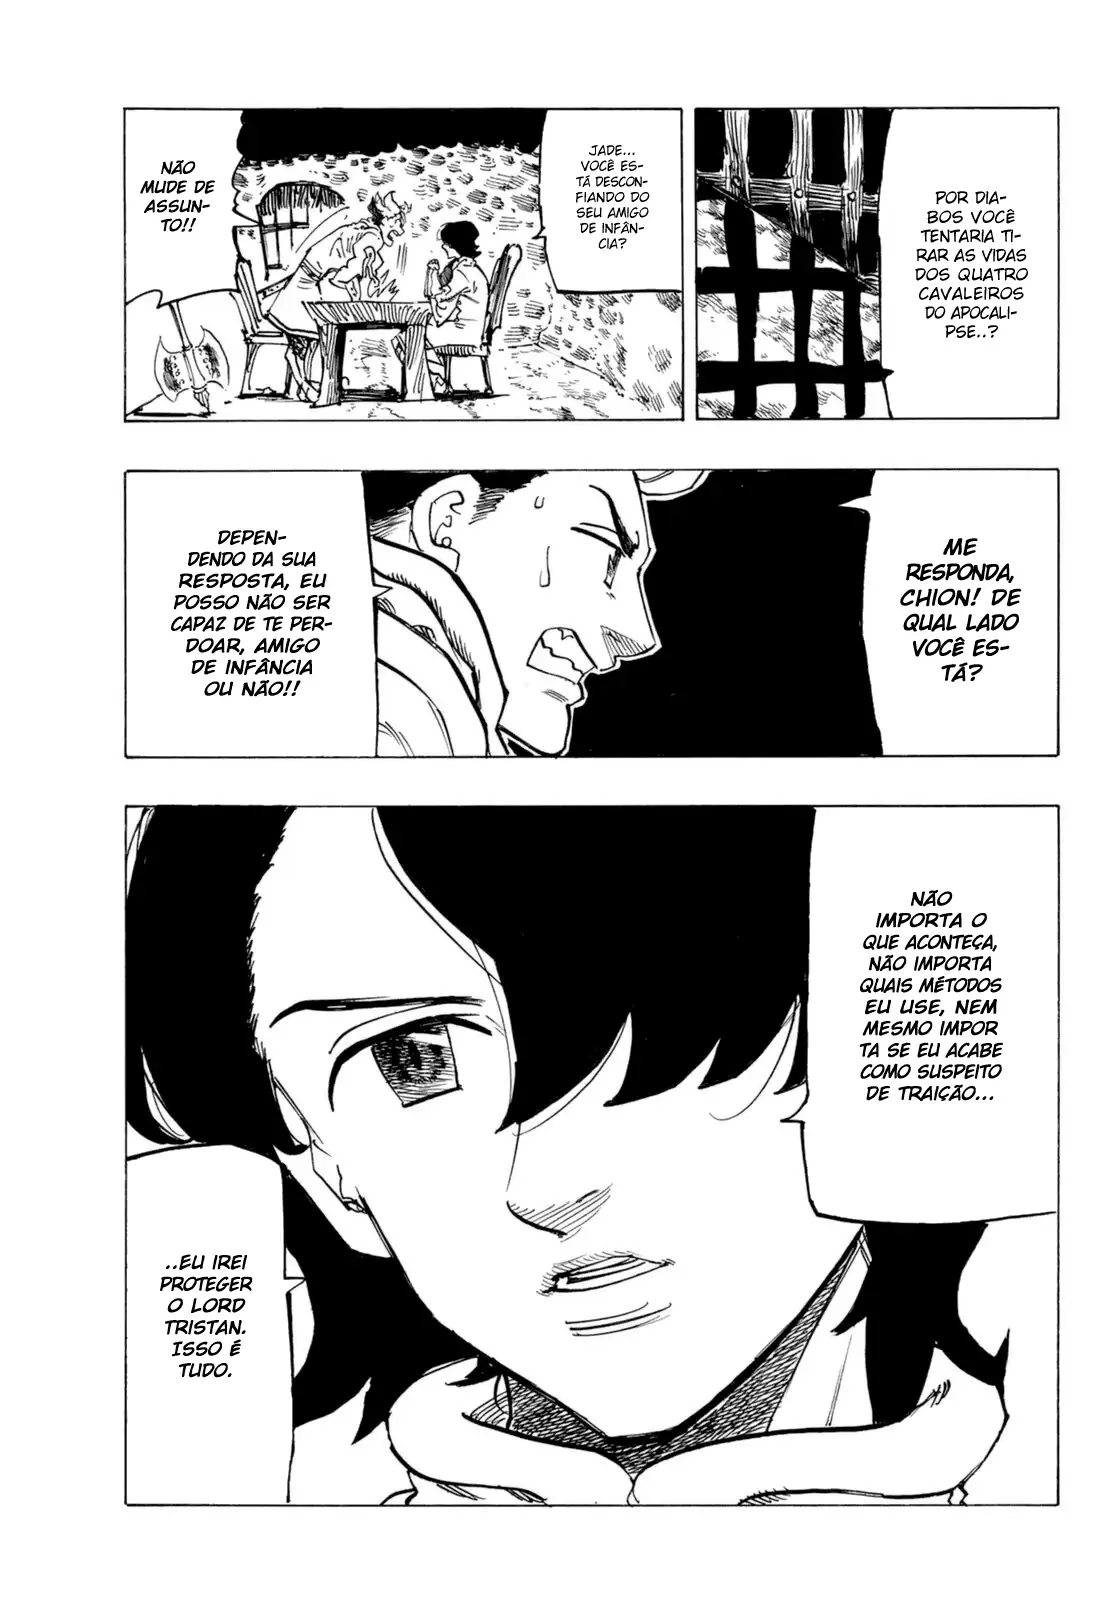 POR DIA-
BOS VOCÊ
TENTARIA TI-
RAR AS VIDAS
DOS QUATRO
CAVALEIROS
DO APOCALI-
PSE..?
JADE...
VOCÊ ES-
TÁ DESCON-
FIANDO DO
SEU AMIGO
DE INFÂN-
CIA?
NÃO
MUDE DE
ASSUN-
TO!!
ME
RESPONDA,
CHION! DE
QUAL LADO
VOCÊ ES-
TÁ?
DEPEN-
DENDO DA SUA
RESPOSTA, EU
POSSO NÃO SER
CAPAZ DE TE PER-
DOAR, AMIGO
DE INFÂNCIA
OU NÃO!!
NÃO
IMPORTA O
QUE ACONTEÇA,
NÃO IMPORTA
QUAIS MÉTODOS
EU USE, NEM
MESMO IMPOR
TA SE EU ACABE
COMO SUSPEITO
DE TRAIÇÃO...
..EU IREI
PROTEGER
O LORD
TRISTAN.
ISSO É
TUDO.